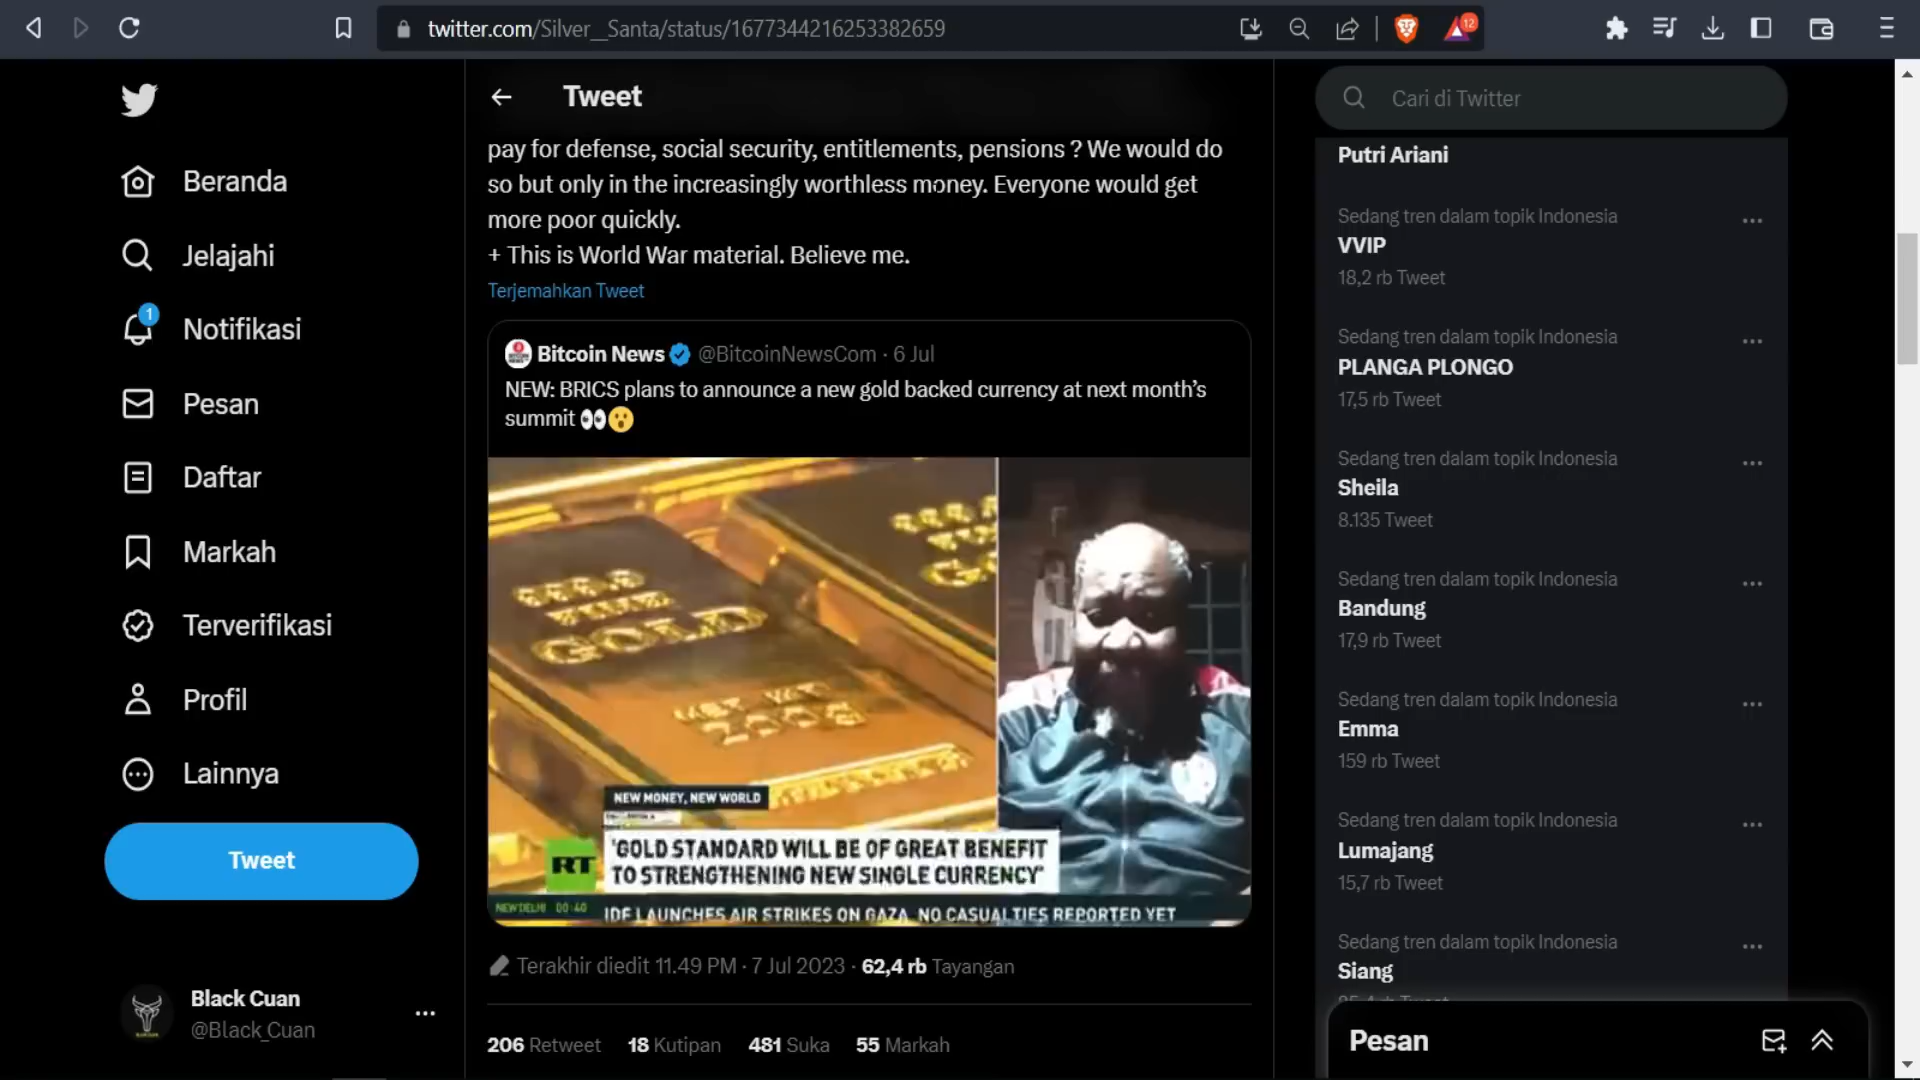 twitter.com/Silver__Santa/status/1677344216253382659
12
Beranda
Jelajahi
1
Notifikasi
Pesan
Daftar
Markah
Terverifikasi
Profil
Lainnya
Tweet
Black Cuan
@Black_Cuan
Tweet
pay for defense, social security, entitlements, pensions ? We would do
so but only in the increasingly worthless money. Everyone would get
more poor quickly.
+ This is World War material. Believe me.
Terjemahkan Tweet
Bitcoin News @BitcoinNewsCom · 6 Jul
NEW: BRICS plans to announce a new gold backed currency at next month's
summit 👀😮
GOLD
NEW MONEY, NEW WORLD
RT
'GOLD STANDARD WILL BE OF GREAT BENEFIT
TO STRENGTHENING NEW SINGLE CURRENCY'
NEW DELHI 00:40
IDF LAUNCHES AIR STRIKES ON GAZA, NO CASUALTIES REPORTED YET
Terakhir diedit 11.49 PM · 7 Jul 2023 · 62,4 rb Tayangan
206 Retweet 18 Kutipan 481 Suka 55 Markah
Cari di Twitter
Putri Ariani
Sedang tren dalam topik Indonesia
VVIP
18,2 rb Tweet
Sedang tren dalam topik Indonesia
PLANGA PLONGO
17,5 rb Tweet
Sedang tren dalam topik Indonesia
Sheila
8.135 Tweet
Sedang tren dalam topik Indonesia
Bandung
17,9 rb Tweet
Sedang tren dalam topik Indonesia
Emma
159 rb Tweet
Sedang tren dalam topik Indonesia
Lumajang
15,7 rb Tweet
Sedang tren dalam topik Indonesia
Siang
Pesan